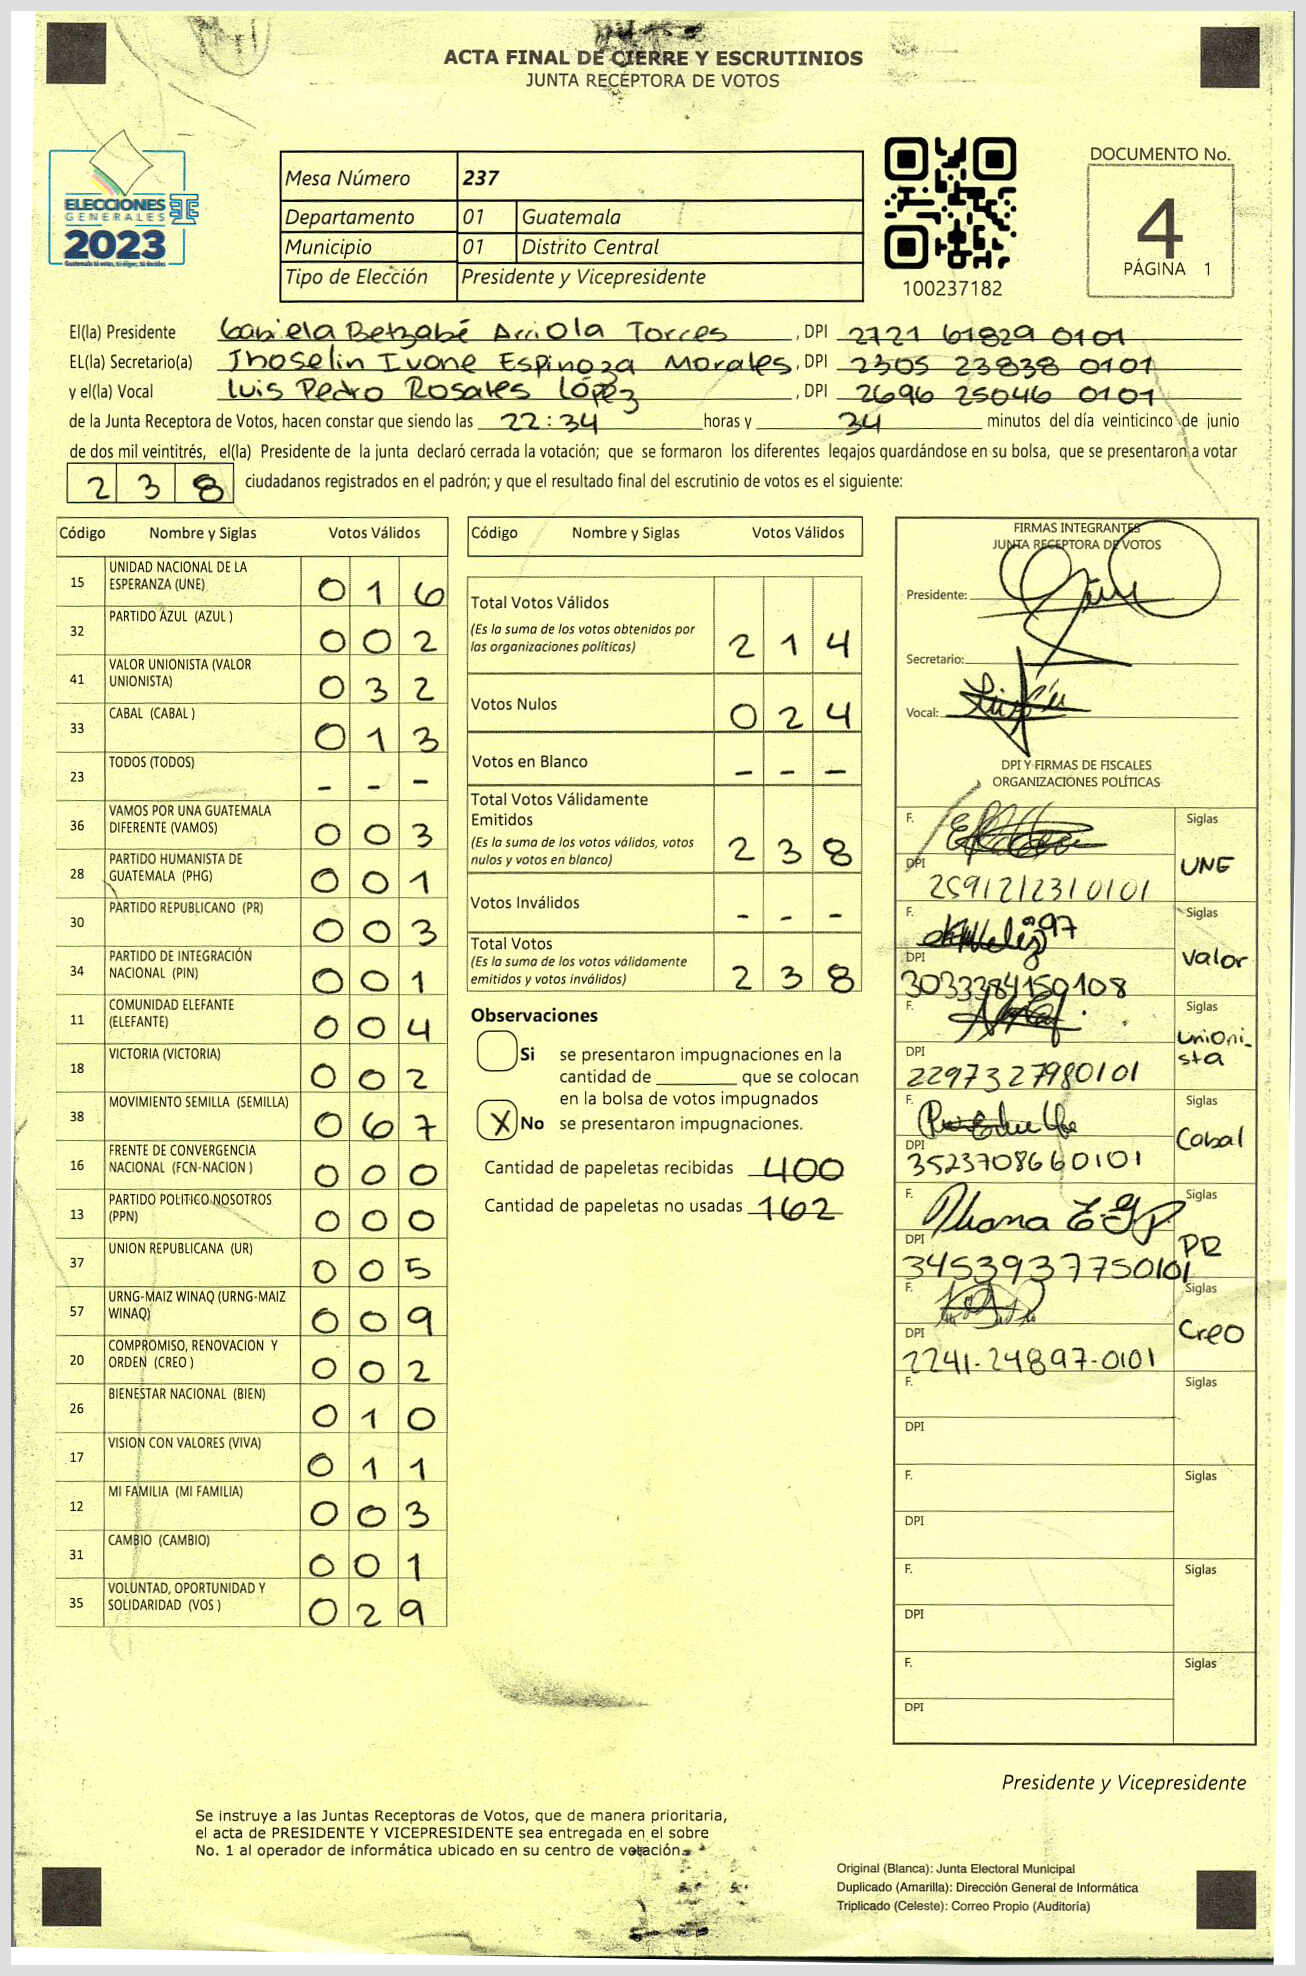 ACTA FINAL DE CIERRE Y ESCRUTINIOS
JUNTA RECEPTORA DE VOTOS
ELECCIONES
GENERALES
2023
Mesa Número 237
Departamento 01 Guatemala
Municipio 01 Distrito Central
Tipo de Elección Presidente y Vicepresidente
100237182
DOCUMENTO No.
4
PÁGINA 1
El(la) Presidente Gabriela Betzabé Arriola Torres, DPI 2721 61829 0101
EL(la) Secretario(a) Jhoselin Ivone Espinoza Morales, DPI 2305 23838 0101
y el(la) Vocal Luis Pedro Rosales López, DPI 2696 25046 0101
de la Junta Receptora de Votos, hacen constar que siendo las 22:34 horas y 34 minutos del día veinticinco de junio
de dos mil veintitrés, el(la) Presidente de la junta declaró cerrada la votación; que se formaron los diferentes legajos guardándose en su bolsa, que se presentaron a votar
238 ciudadanos registrados en el padrón; y que el resultado final del escrutinio de votos es el siguiente:
Código Nombre y Siglas Votos Válidos
15 UNIDAD NACIONAL DE LA ESPERANZA (UNE) 0 1 6
32 PARTIDO AZUL (AZUL ) 0 0 2
41 VALOR UNIONISTA (VALOR UNIONISTA) 0 3 2
33 CABAL (CABAL ) 0 1 3
23 TODOS (TODOS) - - -
36 VAMOS POR UNA GUATEMALA DIFERENTE (VAMOS) 0 0 3
28 PARTIDO HUMANISTA DE GUATEMALA (PHG) 0 0 1
30 PARTIDO REPUBLICANO (PR) 0 0 3
34 PARTIDO DE INTEGRACIÓN NACIONAL (PIN) 0 0 1
11 COMUNIDAD ELEFANTE (ELEFANTE) 0 0 4
18 VICTORIA (VICTORIA) 0 0 2
38 MOVIMIENTO SEMILLA (SEMILLA) 0 6 7
16 FRENTE DE CONVERGENCIA NACIONAL (FCN-NACION ) 0 0 0
13 PARTIDO POLITICO NOSOTROS (PPN) 0 0 0
37 UNION REPUBLICANA (UR) 0 0 5
57 URNG-MAIZ WINAQ (URNG-MAIZ WINAQ) 0 0 9
20 COMPROMISO, RENOVACION Y ORDEN (CREO ) 0 0 2
26 BIENESTAR NACIONAL (BIEN) 0 1 0
17 VISION CON VALORES (VIVA) 0 1 1
12 MI FAMILIA (MI FAMILIA) 0 0 3
31 CAMBIO (CAMBIO) 0 0 1
35 VOLUNTAD, OPORTUNIDAD Y SOLIDARIDAD (VOS ) 0 2 9
Código Nombre y Siglas Votos Válidos
Total Votos Válidos
(Es la suma de los votos obtenidos por las organizaciones políticas) 2 1 4
Votos Nulos 0 2 4
Votos en Blanco - - -
Total Votos Válidamente Emitidos
(Es la suma de los votos válidos, votos nulos y votos en blanco) 2 3 8
Votos Inválidos - - -
Total Votos
(Es la suma de los votos válidamente emitidos y votos inválidos) 2 3 8
Observaciones
Si se presentaron impugnaciones en la
cantidad de ________ que se colocan
en la bolsa de votos impugnados
X No se presentaron impugnaciones.
Cantidad de papeletas recibidas 400
Cantidad de papeletas no usadas 162
FIRMAS INTEGRANTES
JUNTA RECEPTORA DE VOTOS
Presidente:
Secretario:
Vocal:
DPI Y FIRMAS DE FISCALES
ORGANIZACIONES POLÍTICAS
F. Siglas
DPI 2591212310101 UNE
F. Siglas
DPI 3033384150108 Valor
F. Siglas
DPI 2297327980101 Unionista
F. Siglas
DPI 3523708660101 Cabal
F. Siglas
DPI 3453937750101 PR
F. Siglas
DPI 2241-24897-0101 Creo
F. Siglas
DPI
F. Siglas
DPI
F. Siglas
DPI
F. Siglas
DPI
Presidente y Vicepresidente
Se instruye a las Juntas Receptoras de Votos, que de manera prioritaria,
el acta de PRESIDENTE Y VICEPRESIDENTE sea entregada en el sobre
No. 1 al operador de informática ubicado en su centro de votación.
Original (Blanca): Junta Electoral Municipal
Duplicado (Amarilla): Dirección General de Informática
Triplicado (Celeste): Correo Propio (Auditoría)